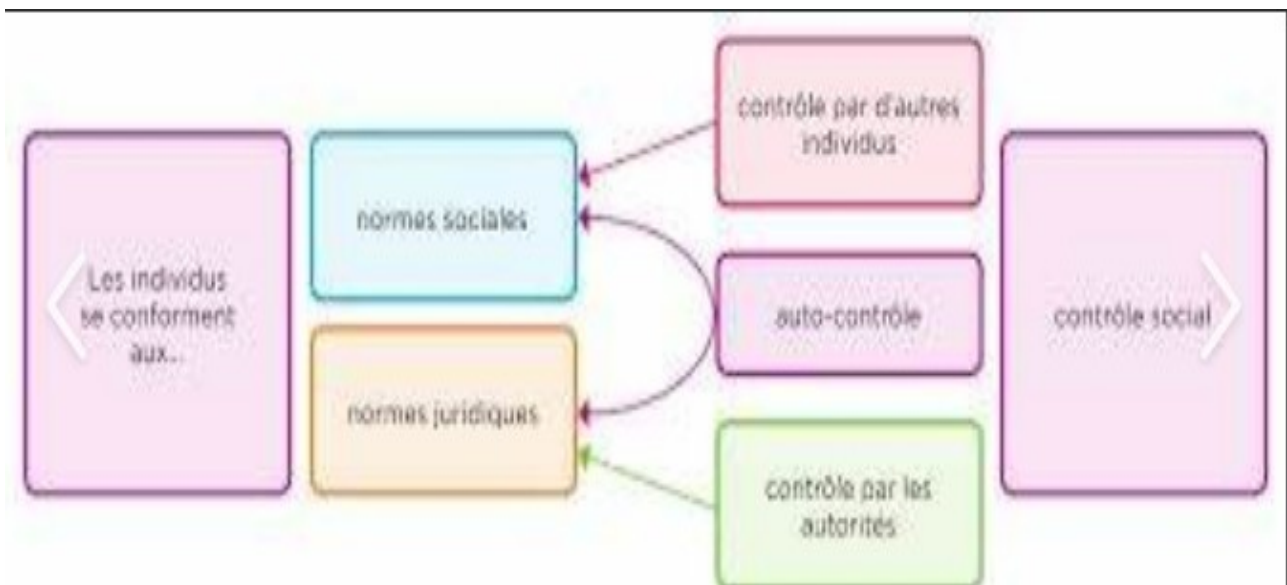 Les individus
se conforment
aux...
normes sociales
normes juridiques
contrôle par d'autres
individus
auto-contrôle
contrôle par les
autorités
contrôle social